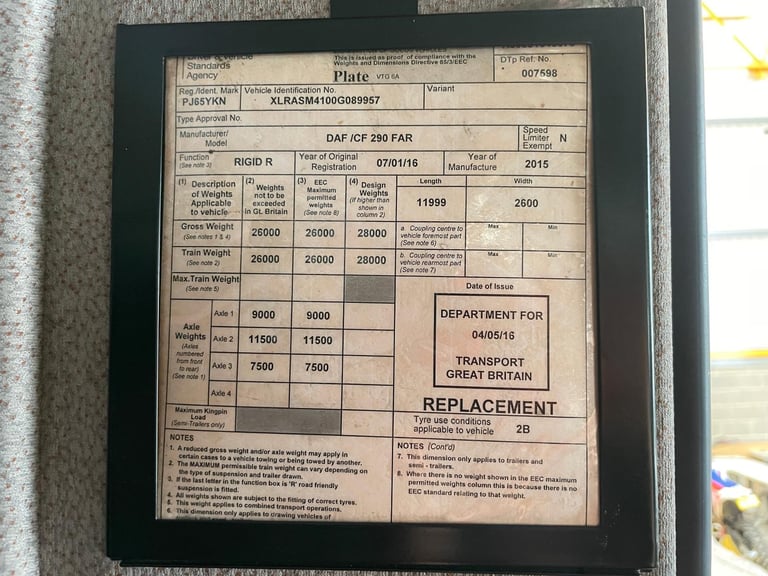 Driver & Vehicle
Standards
Agency
This is issued as proof of compliance with the
Weights and Dimensions Directive 85/3/EEC
Plate VTG 6A
DTp Ref. No.
007598
Reg./Ident. Mark
PJ65YKN
Vehicle Identification No.
XLRASM4100G089957
Variant
Type Approval No.
Manufacturer/
Model
DAF /CF 290 FAR
Speed
Limiter N
Exempt
Function
(See note 3)
RIGID R
Year of Original
Registration
07/01/16
Year of
Manufacture
2015
(1) Description
of Weights
Applicable
to vehicle
(2)
Weights
not to be
exceeded
in Gt. Britain
(3) EEC
Maximum
permitted
weights
(See note 8)
(4) Design
Weights
(if higher than
shown in
column 2)
Length
Width
11999
2600
Gross Weight
(See notes 1 & 4)
26000
26000
28000
a. Coupling centre to
vehicle foremost part
(See note 6)
Max
Min
Train Weight
(See note 2)
26000
26000
28000
b. Coupling centre to
vehicle rearmost part
(See note 7)
Max
Min
Max.Train Weight
(See note 5)
Axle
Weights
(Axles
numbered
from front
to rear)
(See note 1)
Axle 1
9000
9000
Axle 2
11500
11500
Axle 3
7500
7500
Axle 4
Maximum Kingpin
Load
(Semi-Trailers only)
Date of Issue
DEPARTMENT FOR
04/05/16
TRANSPORT
GREAT BRITAIN
REPLACEMENT
Tyre use conditions
applicable to vehicle
2B
NOTES
1. A reduced gross weight and/or axle weight may apply in
certain cases to a vehicle towing or being towed by another.
2. The MAXIMUM permissible train weight can vary depending on
the type of suspension and trailer drawn.
3. If the last letter in the function box is 'R' road friendly
suspension is fitted.
4. All weights shown are subject to the fitting of correct tyres.
5. This weight applies to combined transport operations.
6. This dimension only applies to drawing vehicles of
NOTES (Cont'd)
7. This dimension only applies to trailers and
semi - trailers.
8. Where there is no weight shown in the EEC maximum
permitted weights column this is because there is no
EEC standard relating to that weight.